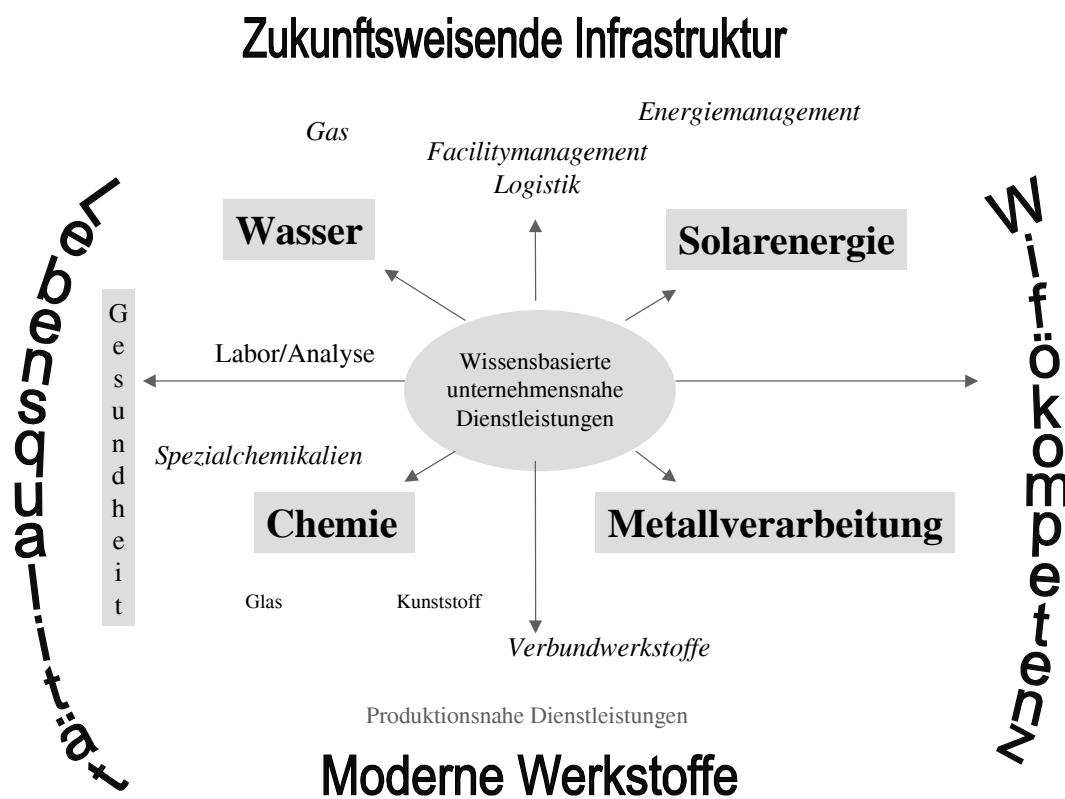 Zukunftsweisende Infrastruktur
Energiemanagement
Gas
Facilitymanagement
Logistik
Wasser
Solarenergie
Lebensqualität
Gesundheit
Labor/Analyse
Wissensbasierte
unternehmensnahe
Dienstleistungen
Wifökompetenz
Spezialchemikalien
Chemie
Metallverarbeitung
Glas
Kunststoff
Verbundwerkstoffe
Produktionsnahe Dienstleistungen
Moderne Werkstoffe